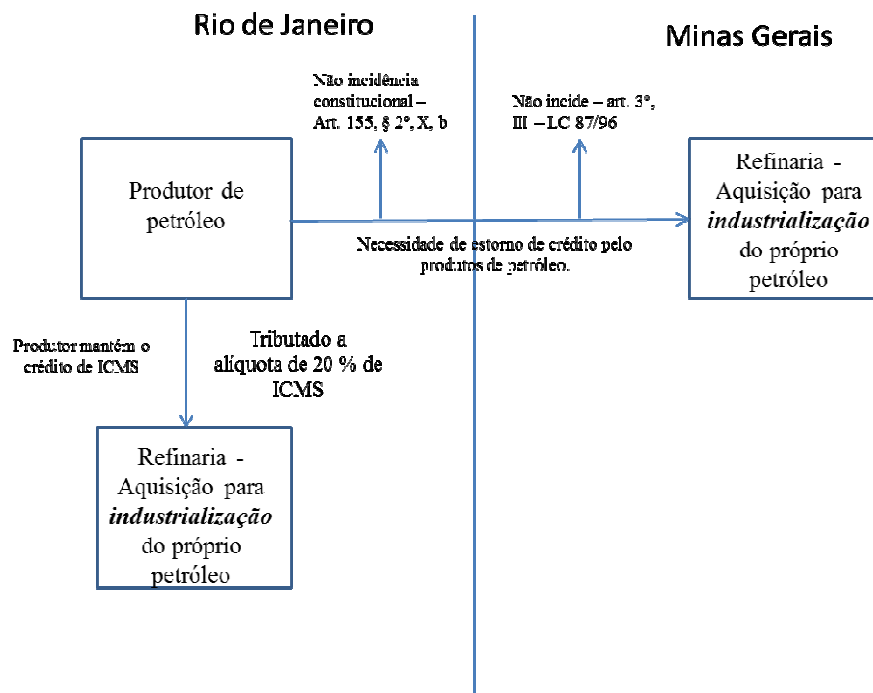 Rio de Janeiro
Minas Gerais
Não incidência
constitucional –
Art. 155, § 2º, X, b
Não incide – art. 3º,
III – LC 87/96
Produtor de
petróleo
Refinaria -
Aquisição para
industrialização
do próprio
petróleo
Necessidade de estorno de crédito pelo
produtos de petróleo.
Produtor mantém o
crédito de ICMS
Tributado a
alíquota de 20 % de
ICMS
Refinaria -
Aquisição para
industrialização
do próprio
petróleo